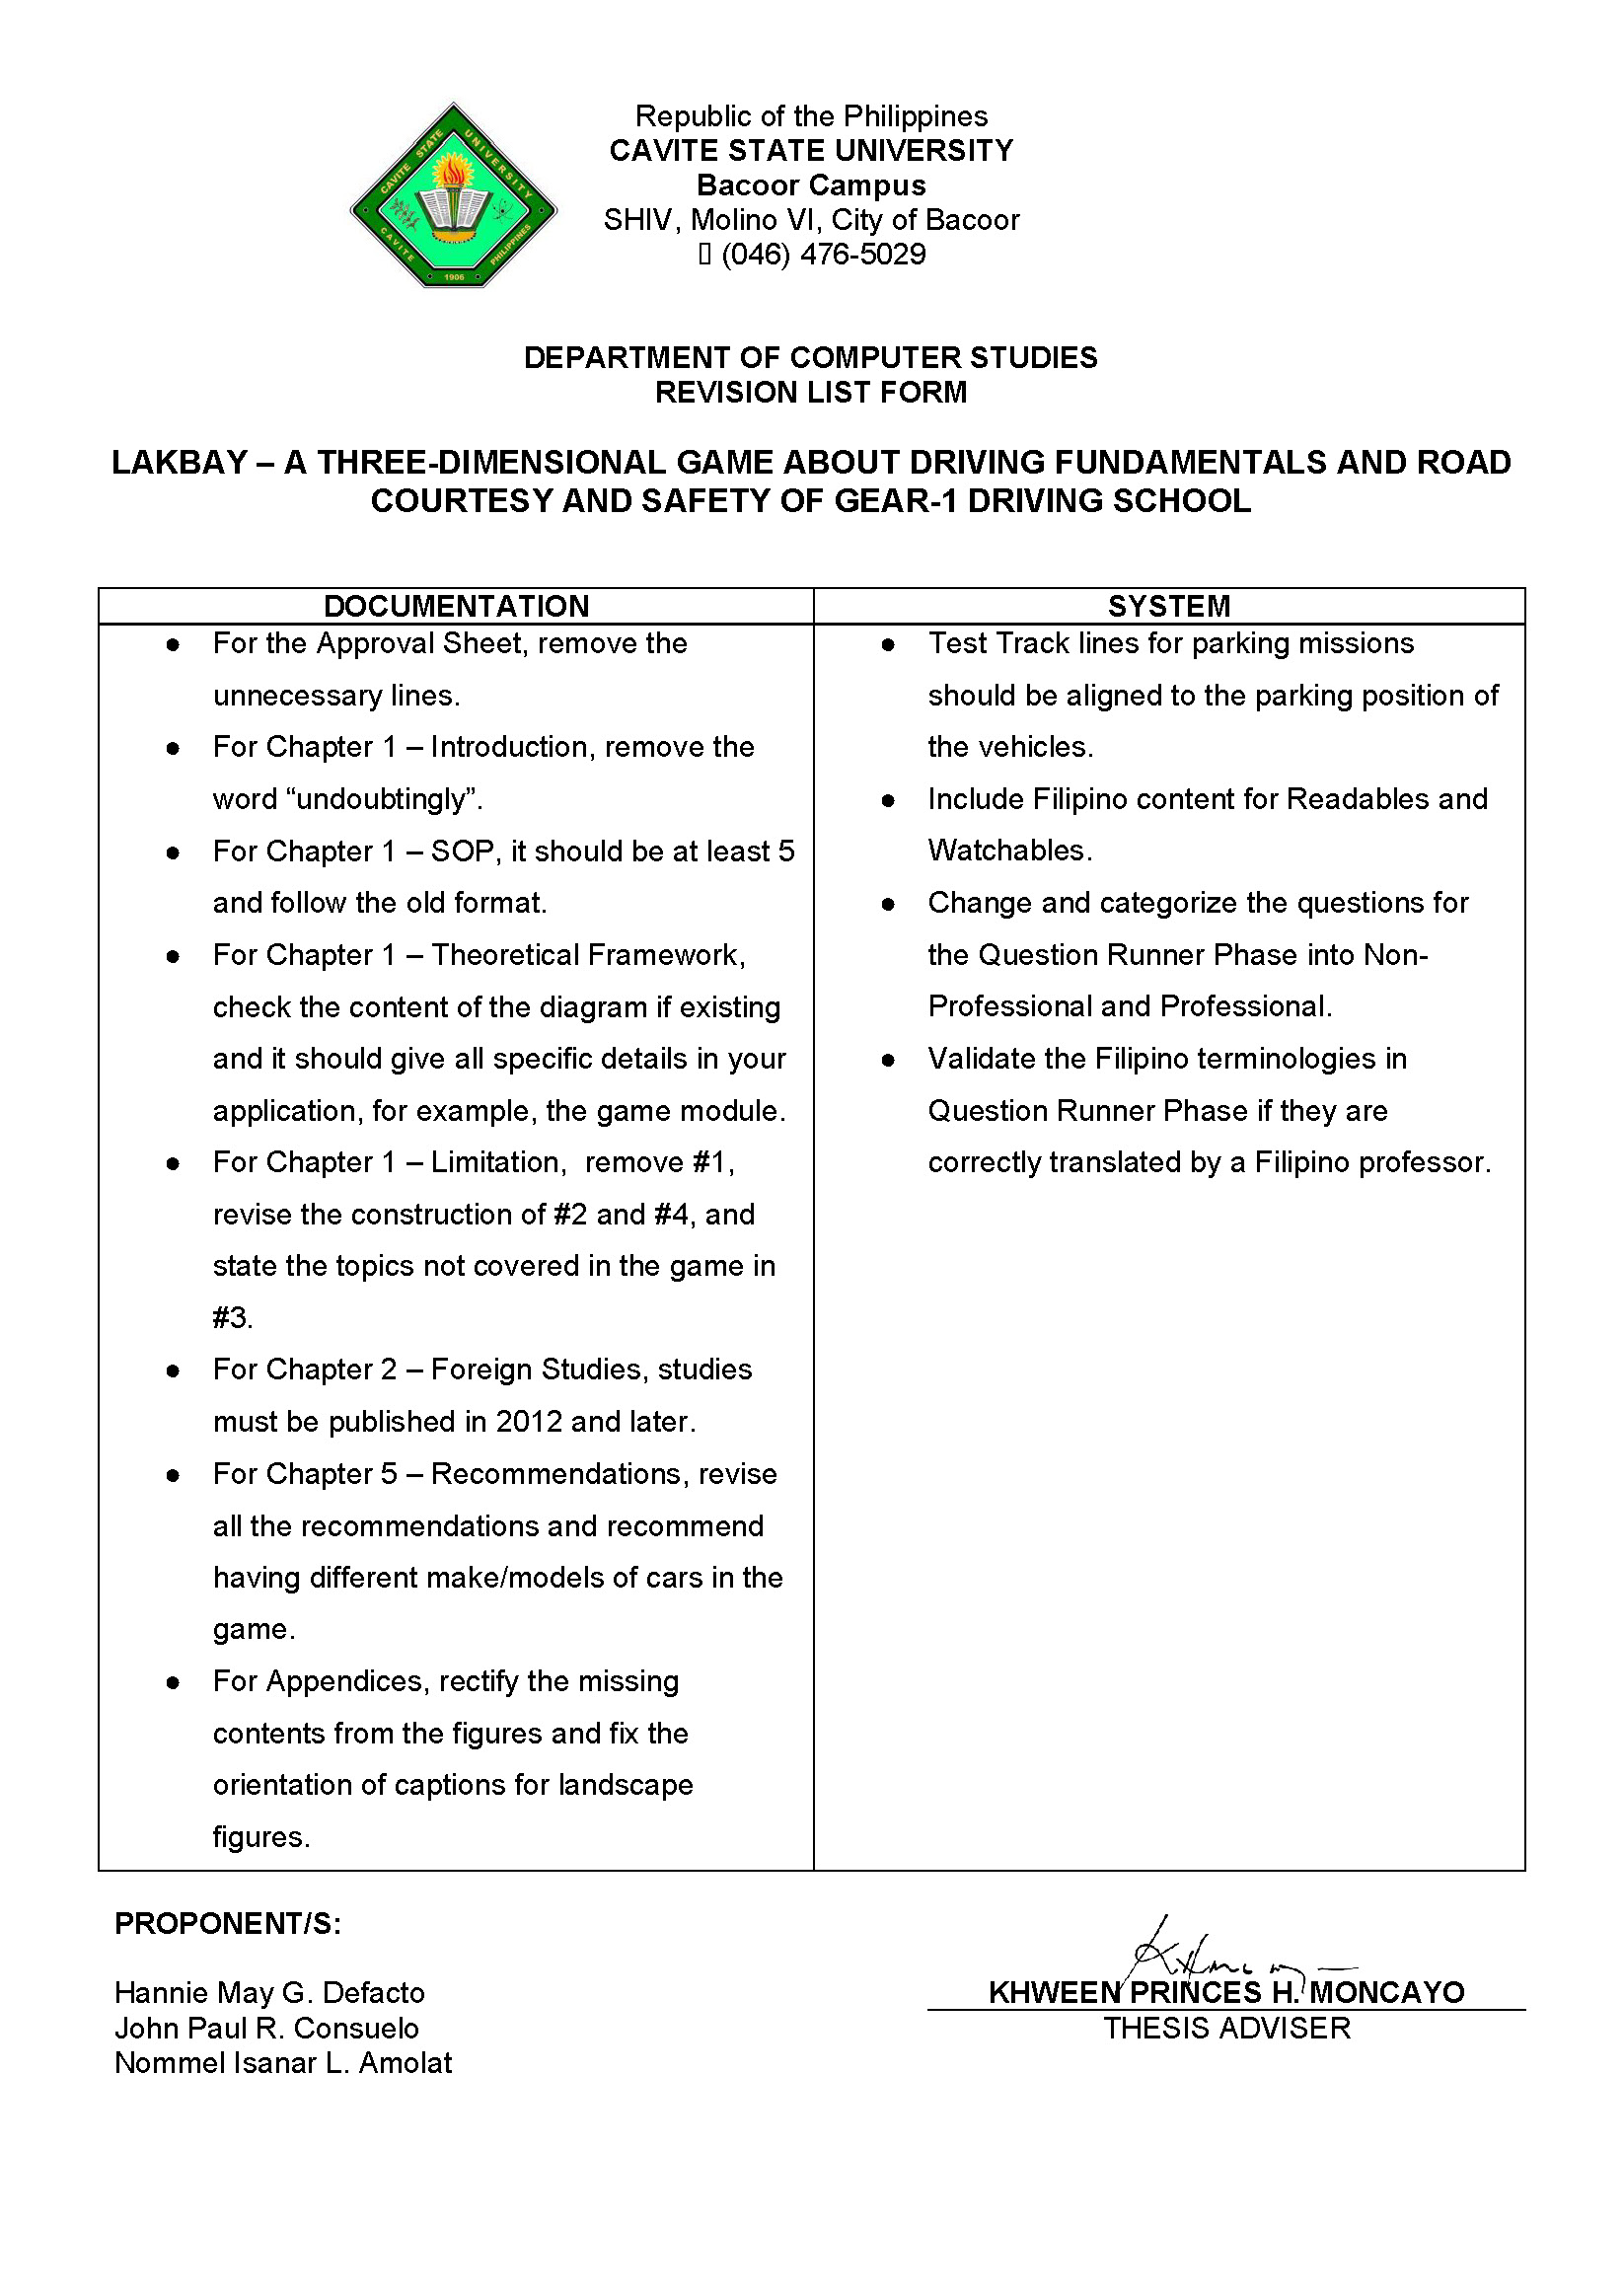 CAVITE STATE UNIVERSITY
CAVITE PHILIPPINES
1906
Republic of the Philippines
CAVITE STATE UNIVERSITY
Bacoor Campus
SHIV, Molino VI, City of Bacoor
(046) 476-5029
DEPARTMENT OF COMPUTER STUDIES
REVISION LIST FORM
LAKBAY – A THREE-DIMENSIONAL GAME ABOUT DRIVING FUNDAMENTALS AND ROAD
COURTESY AND SAFETY OF GEAR-1 DRIVING SCHOOL
DOCUMENTATION
● For the Approval Sheet, remove the
unnecessary lines.
● For Chapter 1 – Introduction, remove the
word “undoubtingly”.
● For Chapter 1 – SOP, it should be at least 5
and follow the old format.
● For Chapter 1 – Theoretical Framework,
check the content of the diagram if existing
and it should give all specific details in your
application, for example, the game module.
● For Chapter 1 – Limitation,  remove #1,
revise the construction of #2 and #4, and
state the topics not covered in the game in
#3.
● For Chapter 2 – Foreign Studies, studies
must be published in 2012 and later.
● For Chapter 5 – Recommendations, revise
all the recommendations and recommend
having different make/models of cars in the
game.
● For Appendices, rectify the missing
contents from the figures and fix the
orientation of captions for landscape
figures.
SYSTEM
● Test Track lines for parking missions
should be aligned to the parking position of
the vehicles.
● Include Filipino content for Readables and
Watchables.
● Change and categorize the questions for
the Question Runner Phase into Non-
Professional and Professional.
● Validate the Filipino terminologies in
Question Runner Phase if they are
correctly translated by a Filipino professor.
PROPONENT/S:
Hannie May G. Defacto
John Paul R. Consuelo
Nommel Isanar L. Amolat
KHWEEN PRINCES H. MONCAYO
THESIS ADVISER